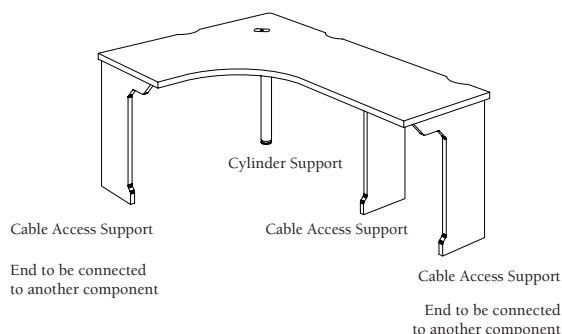 Cylinder Support
Cable Access Support
Cable Access Support
End to be connected
to another component
Cable Access Support
End to be connected
to another component